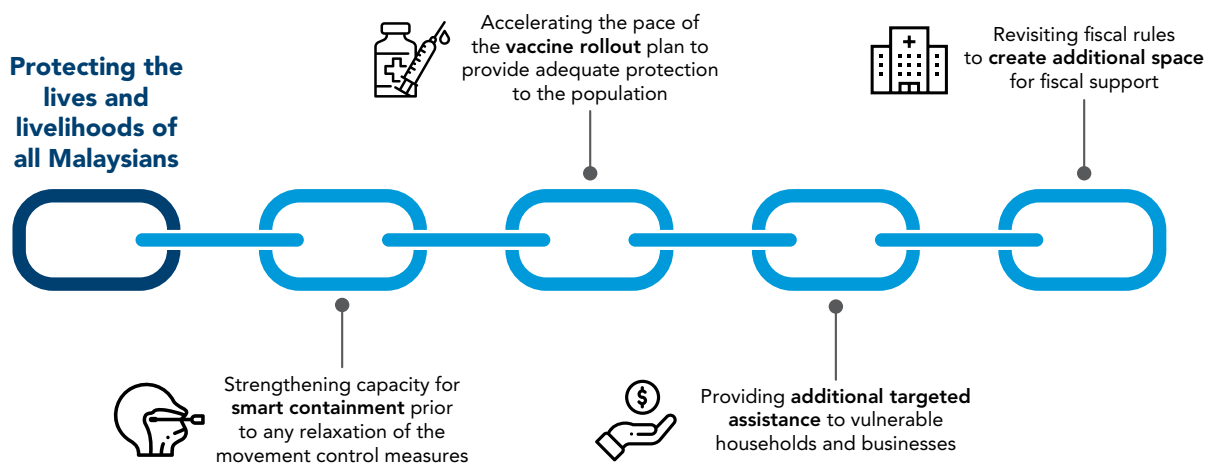 Protecting the
lives and
livelihoods of
all Malaysians
Strengthening capacity for
smart containment prior
to any relaxation of the
movement control measures
Accelerating the pace of
the vaccine rollout plan to
provide adequate protection
to the population
$
Providing additional targeted
assistance to vulnerable
households and businesses
Revisiting fiscal rules
to create additional space
for fiscal support